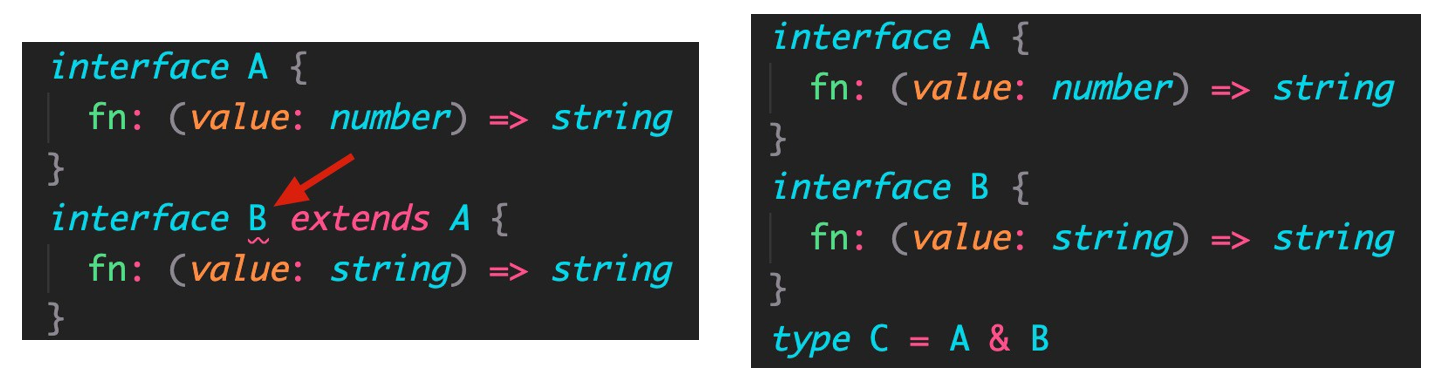 interface A {
fn: (value: number) => string
}
interface B extends A {
fn: (value: string) => string
}
interface A {
fn: (value: number) => string
}
interface B {
fn: (value: string) => string
}
type C = A & B